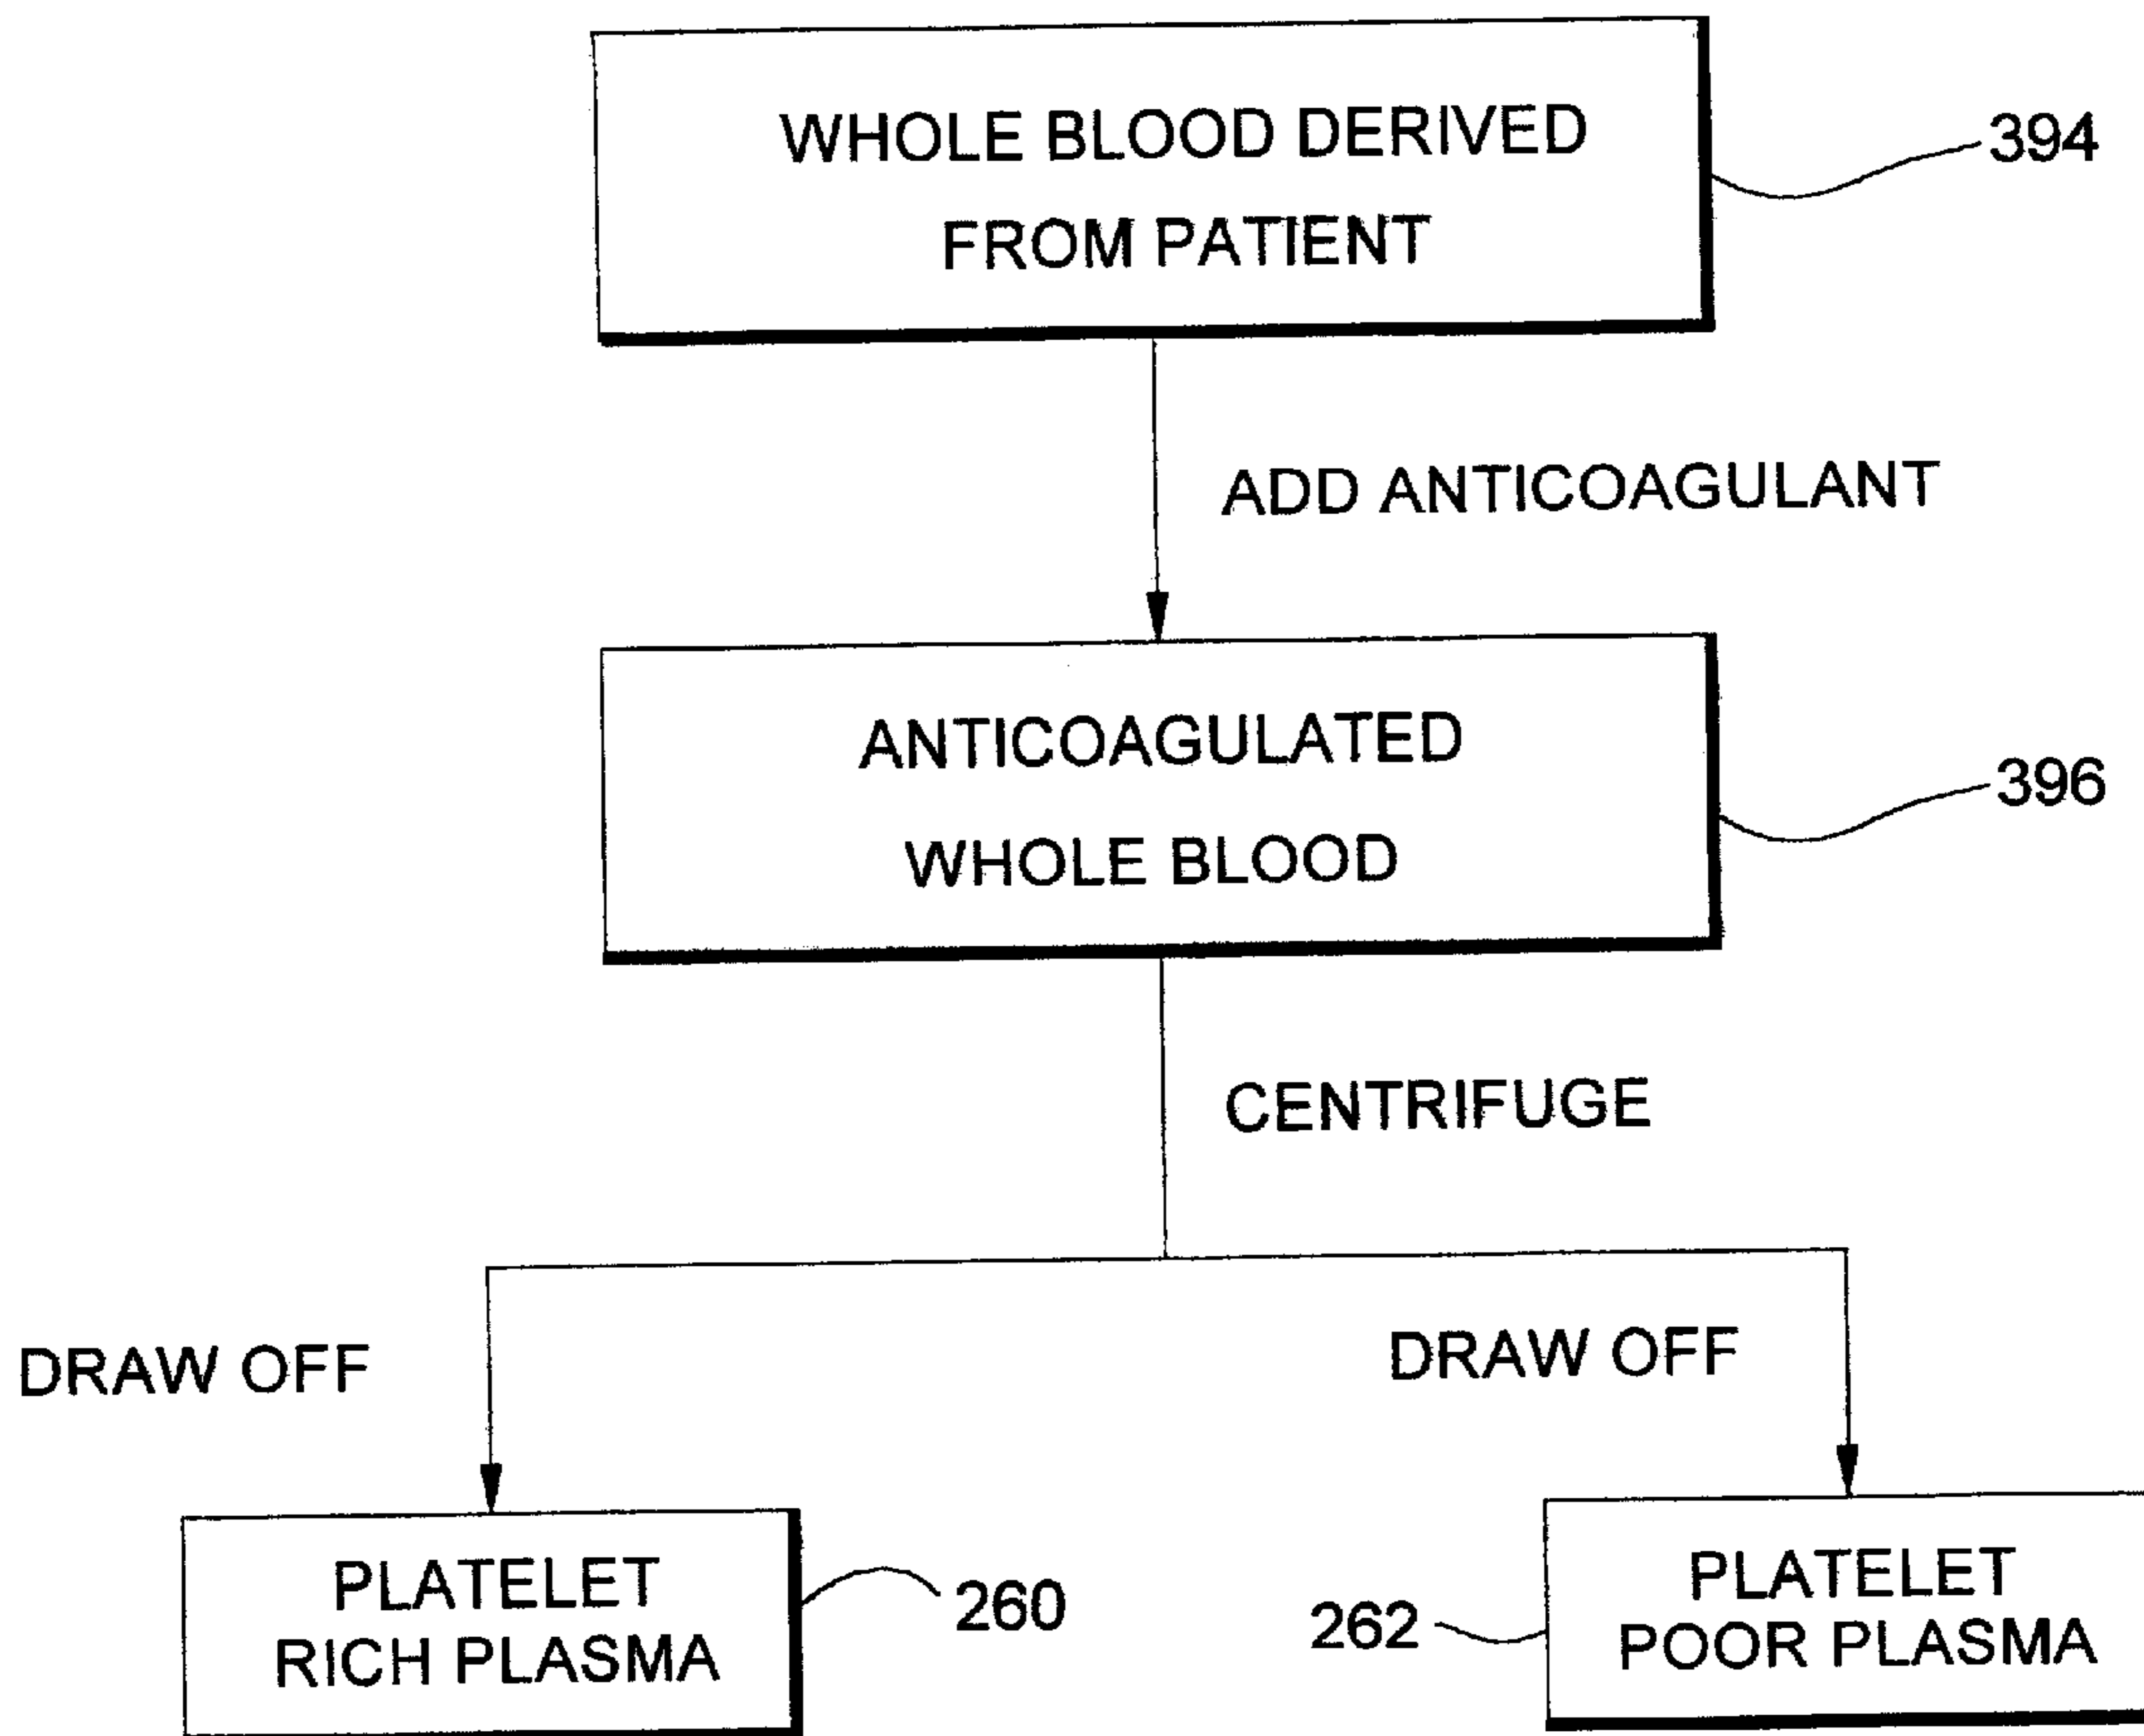 WHOLE BLOOD DERIVED
FROM PATIENT
394
ADD ANTICOAGULANT
ANTICOAGULATED
WHOLE BLOOD
396
CENTRIFUGE
DRAW OFF
DRAW OFF
PLATELET
RICH PLASMA
260
262
PLATELET
POOR PLASMA